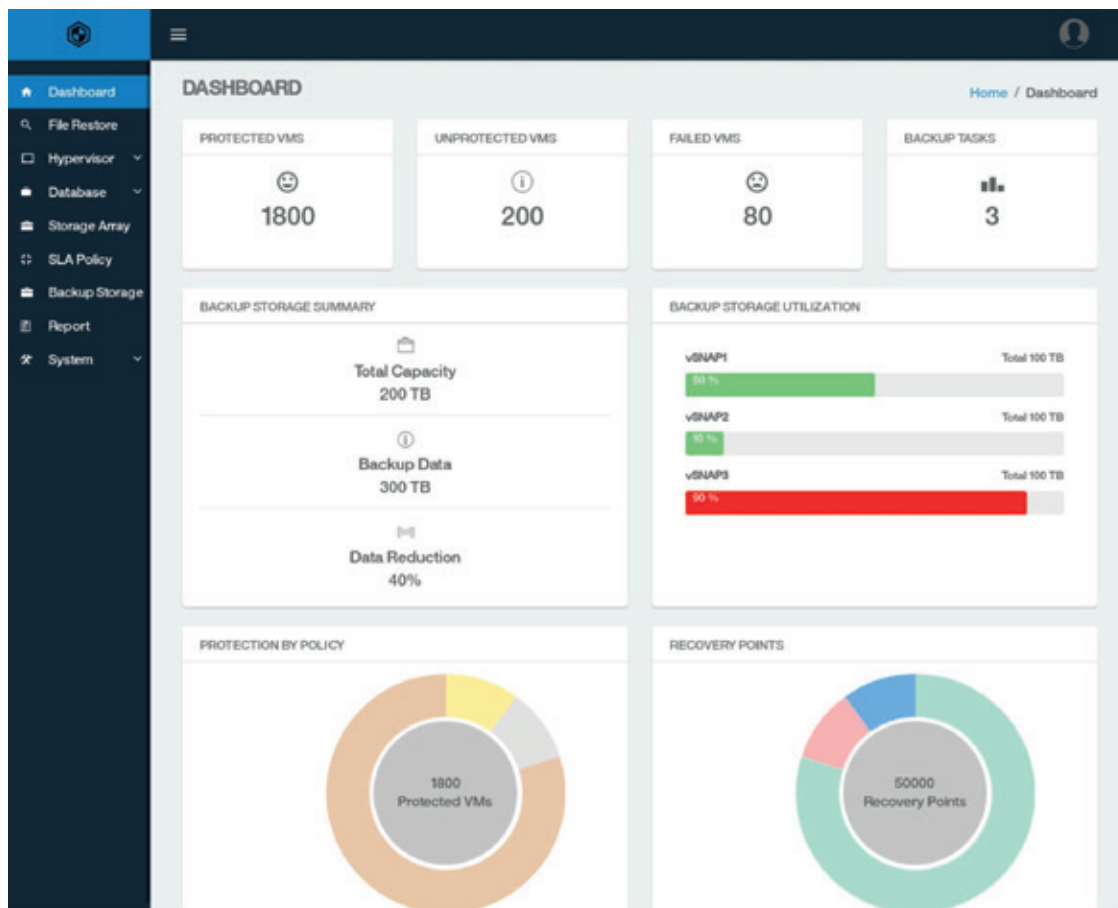 DASHBOARD
Home / Dashboard
Dashboard
File Restore
Hypervisor
Database
Storage Array
SLA Policy
Backup Storage
Report
System
PROTECTED VMS
1800
UNPROTECTED VMS
200
FAILED VMS
80
BACKUP TASKS
3
BACKUP STORAGE SUMMARY
Total Capacity
200 TB
Backup Data
300 TB
Data Reduction
40%
BACKUP STORAGE UTILIZATION
vSNAP1 Total 100 TB
50 %
vSNAP2 Total 100 TB
10 %
vSNAP3 Total 100 TB
90 %
PROTECTION BY POLICY
1800
Protected VMs
RECOVERY POINTS
50000
Recovery Points